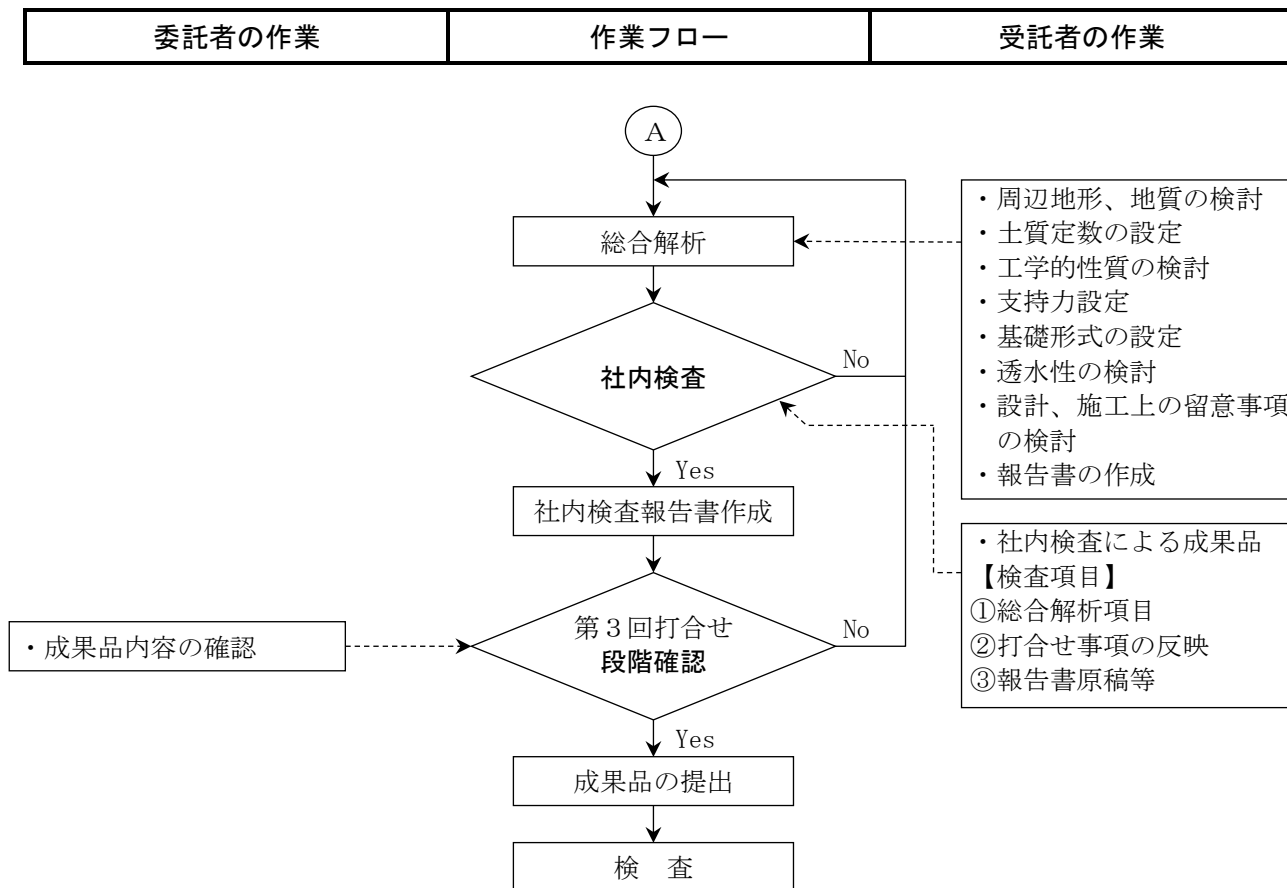 委託者の作業
作業フロー
受託者の作業
A
総合解析
・周辺地形、地質の検討
・土質定数の設定
・工学的性質の検討
・支持力設定
・基礎形式の設定
・透水性の検討
・設計、施工上の留意事項
の検討
・報告書の作成
社内検査
No
Yes
社内検査報告書作成
・社内検査による成果品
【検査項目】
①総合解析項目
②打合せ事項の反映
③報告書原稿等
・成果品内容の確認
第３回打合せ
段階確認
No
Yes
成果品の提出
検　査